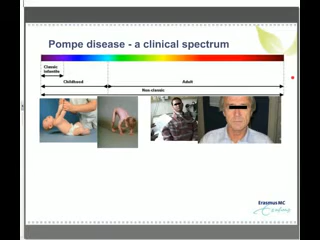 Pompe disease - a clinical spectrum
Classic
infantile
Childhood
Adult
Non classic
Erasmus MC